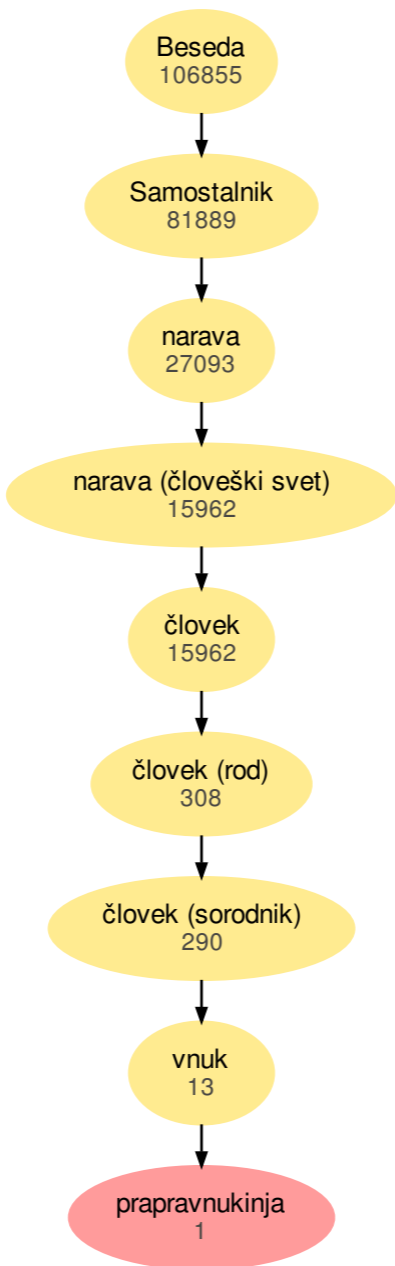 Beseda
106855
Samostalnik
81889
narava
27093
narava (človeški svet)
15962
človek
15962
človek (rod)
308
človek (sorodnik)
290
vnuk
13
prapravnukinja
1